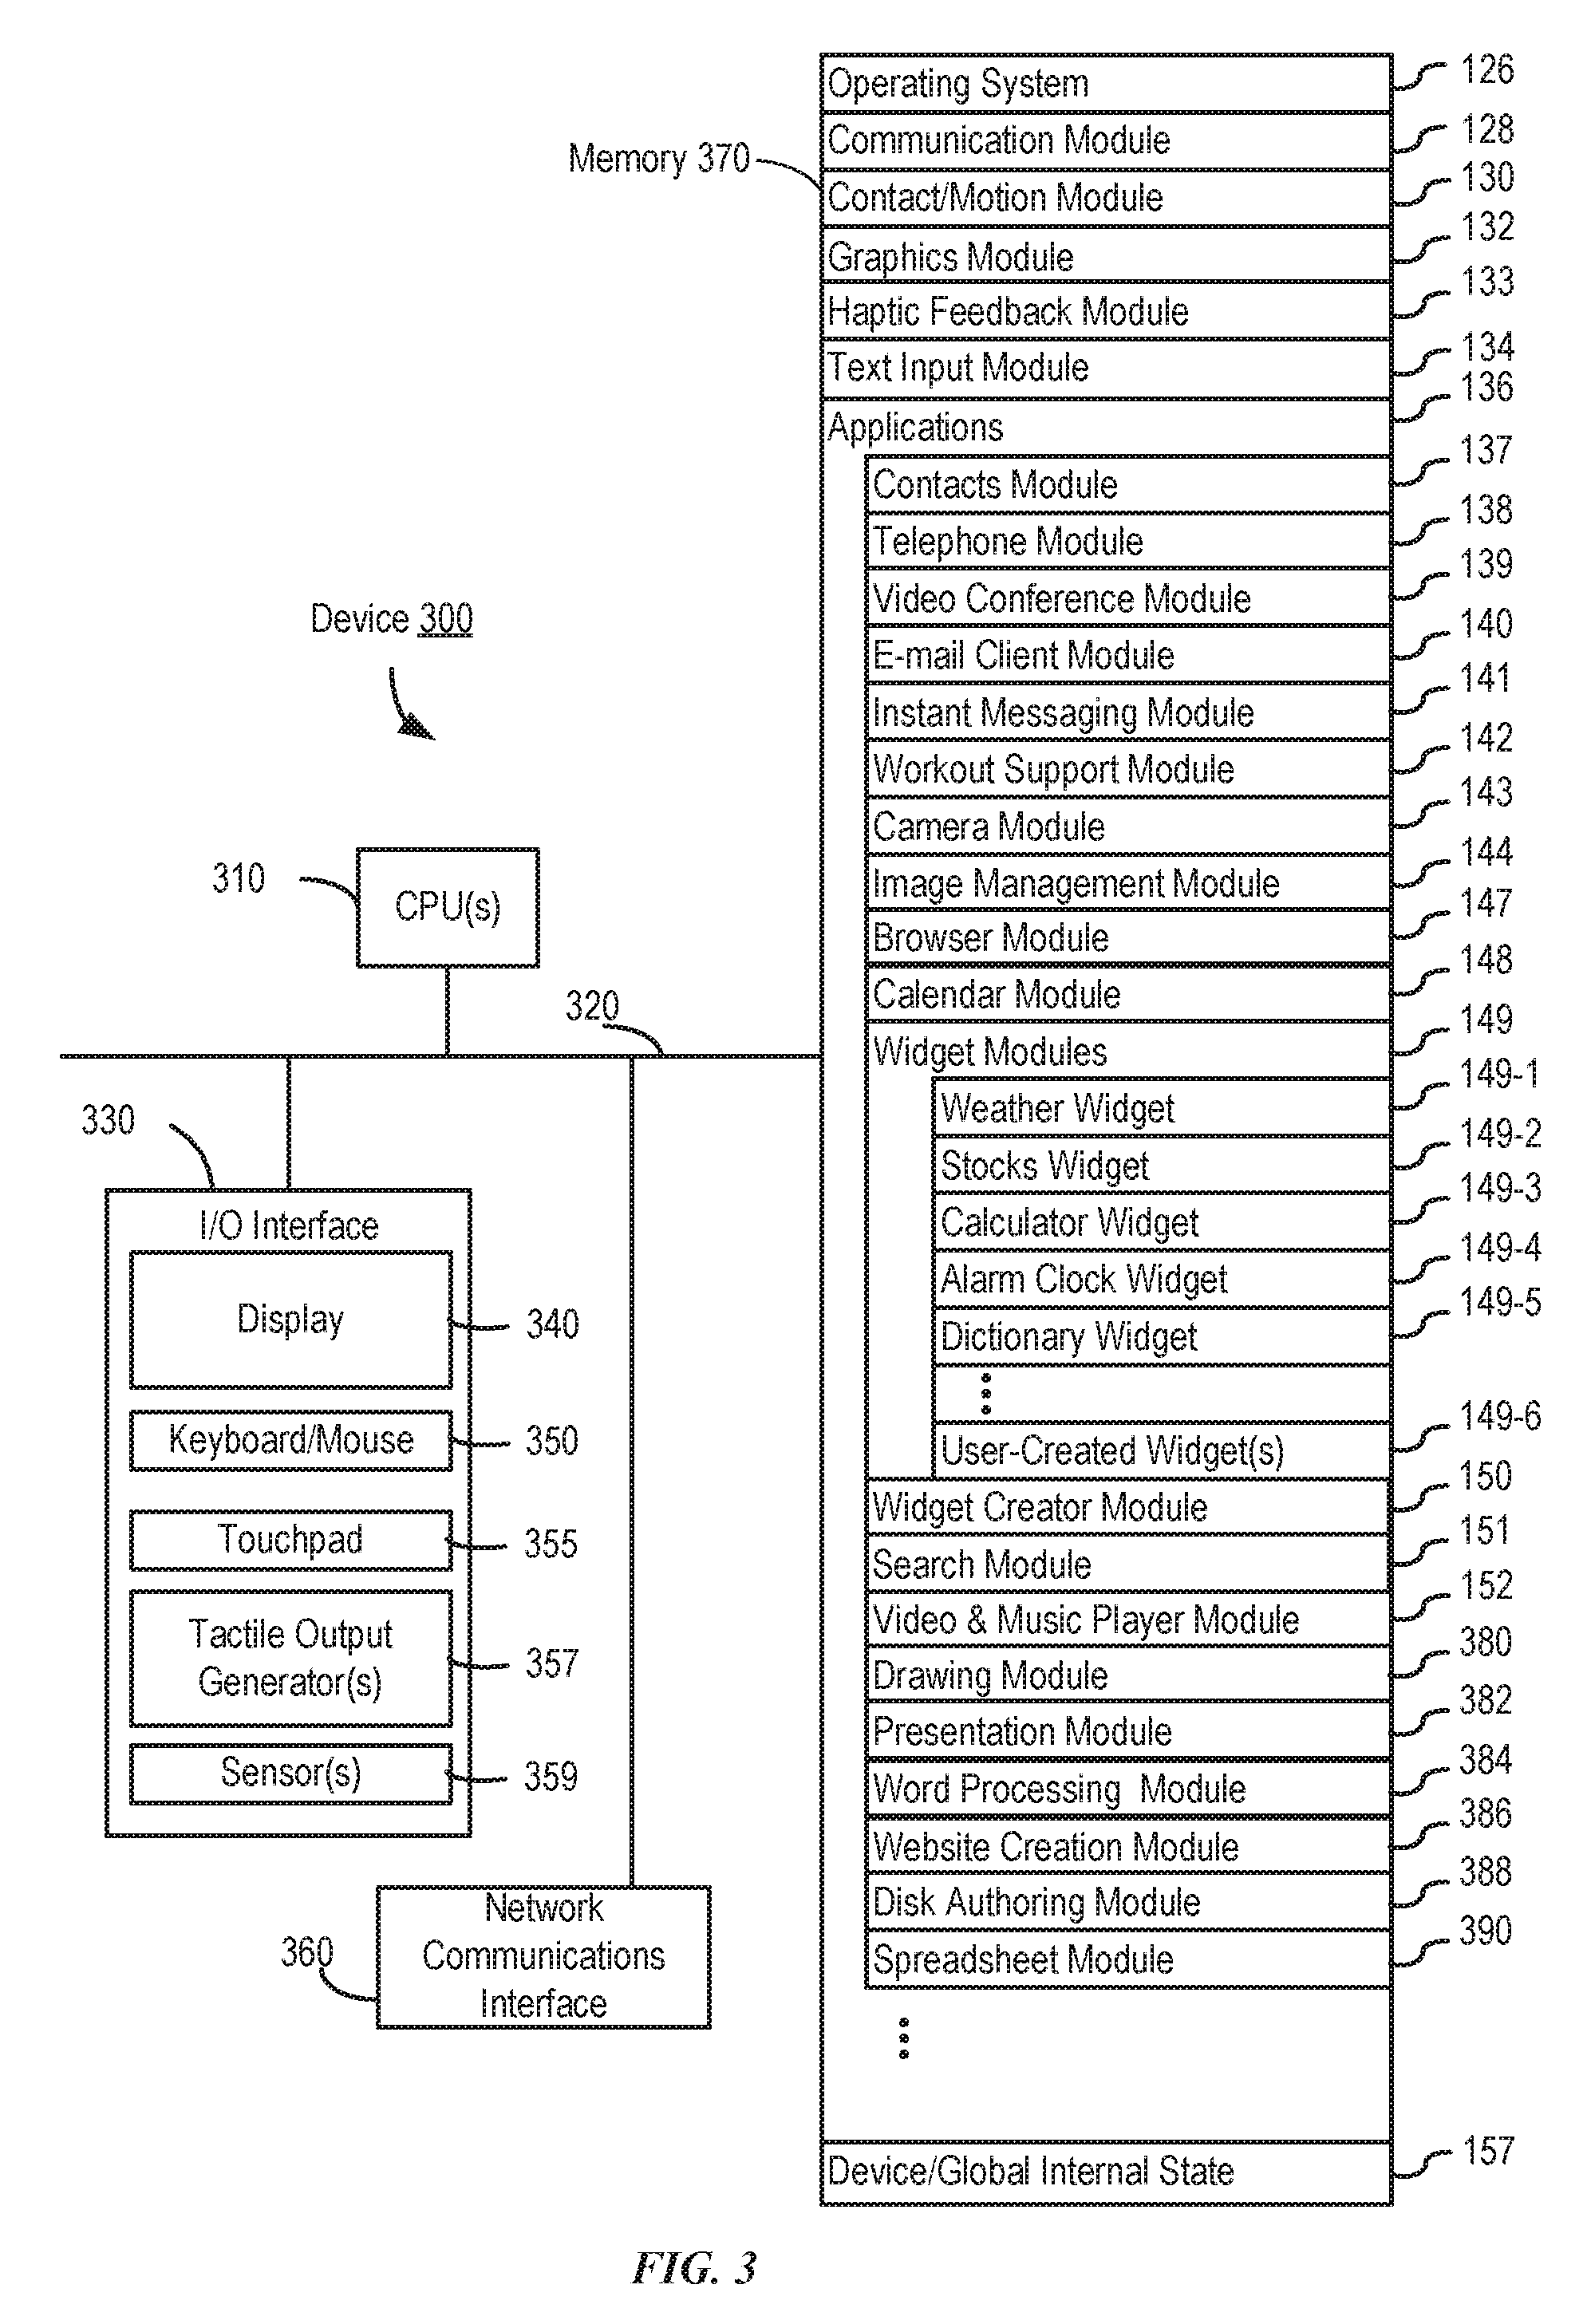 Operating System 126
Communication Module 128
Memory 370
Contact/Motion Module 130
Graphics Module 132
Haptic Feedback Module 133
Text Input Module 134
Applications 136
Contacts Module 137
Telephone Module 138
Video Conference Module 139
E-mail Client Module 140
Instant Messaging Module 141
Workout Support Module 142
Camera Module 143
Image Management Module 144
Browser Module 147
Calendar Module 148
Widget Modules 149
Weather Widget 149-1
Stocks Widget 149-2
Calculator Widget 149-3
Alarm Clock Widget 149-4
Dictionary Widget 149-5
User-Created Widget(s) 149-6
Widget Creator Module 150
Search Module 151
Video & Music Player Module 152
Drawing Module 380
Presentation Module 382
Word Processing Module 384
Website Creation Module 386
Disk Authoring Module 388
Spreadsheet Module 390
Device/Global Internal State 157
Device 300
310
CPU(s)
320
330
I/O Interface
Display 340
Keyboard/Mouse 350
Touchpad 355
Tactile Output
Generator(s) 357
Sensor(s) 359
360
Network
Communications
Interface
FIG. 3